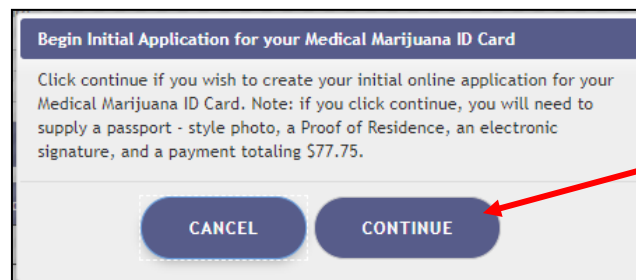 Begin Initial Application for your Medical Marijuana ID Card
Click continue if you wish to create your initial online application for your
Medical Marijuana ID Card. Note: if you click continue, you will need to
supply a passport - style photo, a Proof of Residence, an electronic
signature, and a payment totaling $77.75.
CANCEL CONTINUE